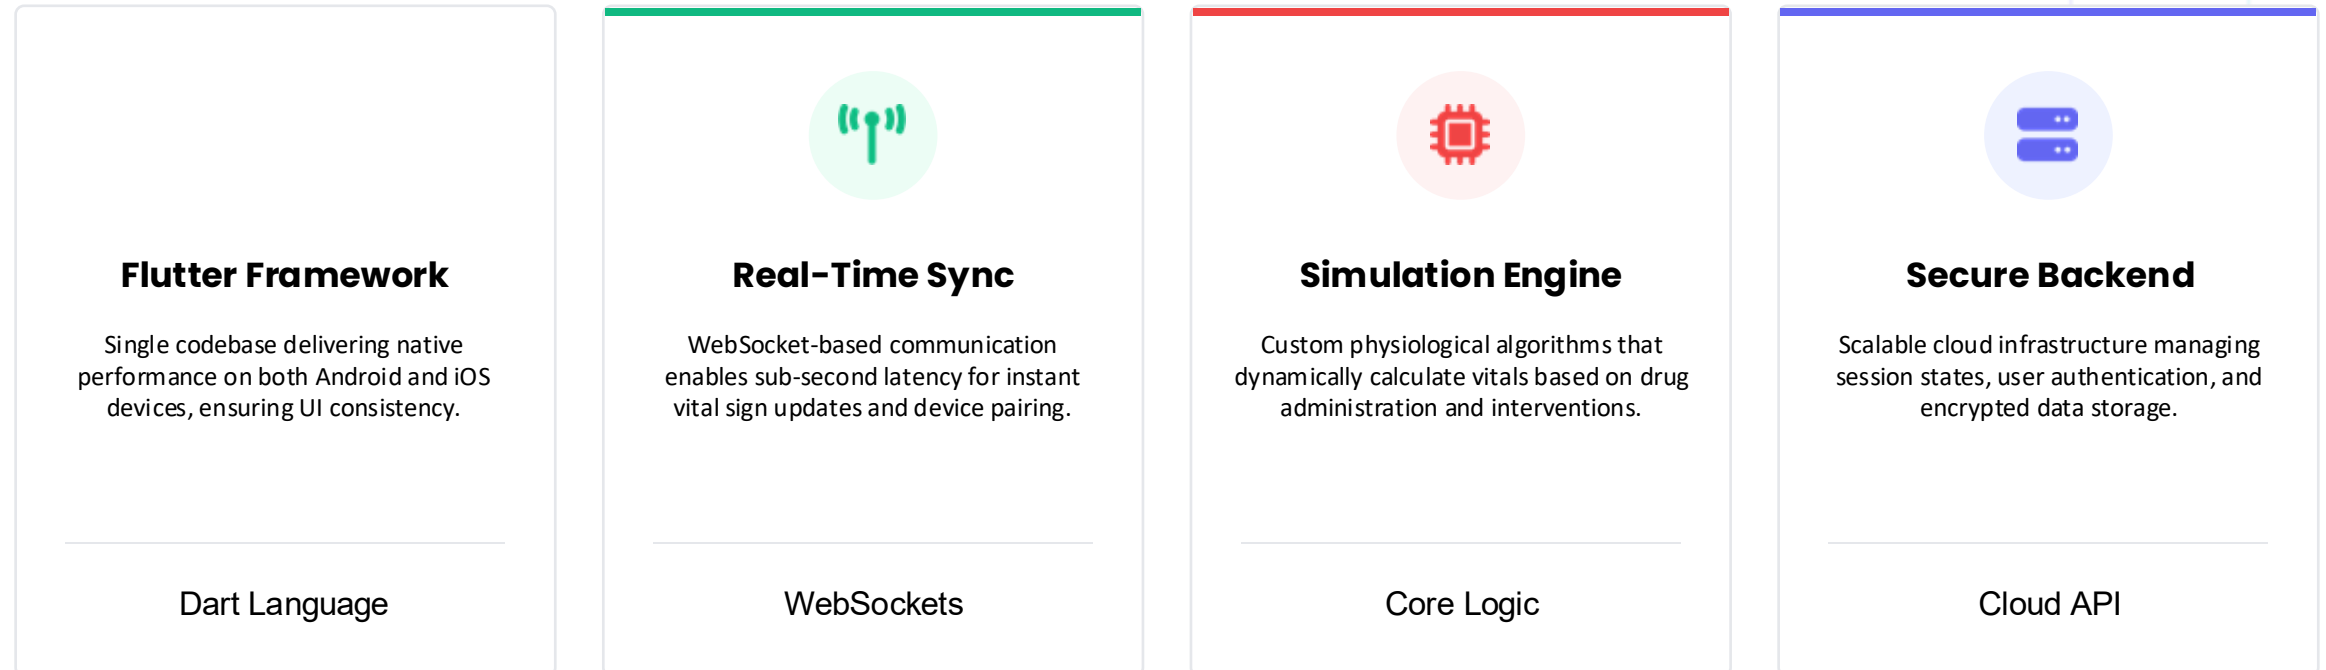 Flutter Framework
Single codebase delivering native
performance on both Android and iOS
devices, ensuring UI consistency.
Dart Language
Real-Time Sync
WebSocket-based communication
enables sub-second latency for instant
vital sign updates and device pairing.
WebSockets
Simulation Engine
Custom physiological algorithms that
dynamically calculate vitals based on drug
administration and interventions.
Core Logic
Secure Backend
Scalable cloud infrastructure managing
session states, user authentication, and
encrypted data storage.
Cloud API